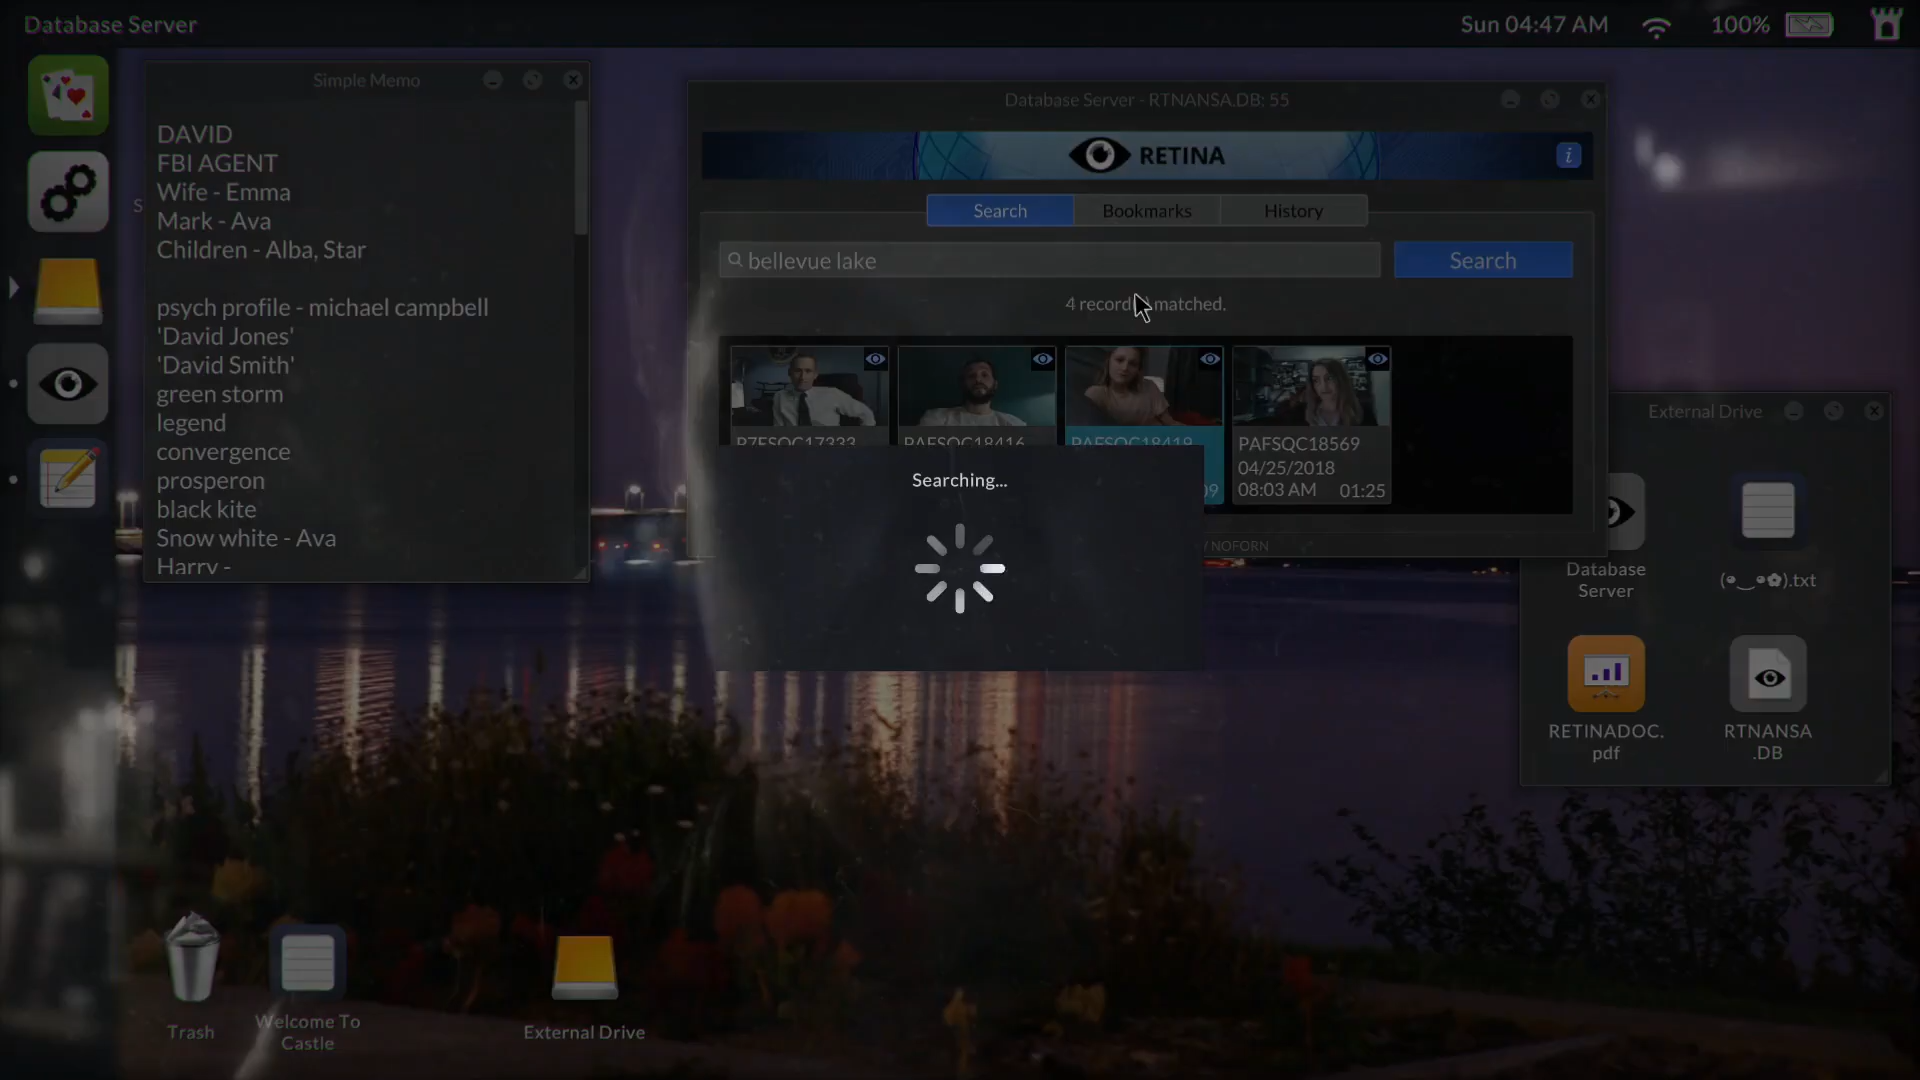 Database Server
Sun 04:47 AM
100%
Simple Memo
DAVID
FBI AGENT
Wife - Emma
Mark - Ava
Children - Alba, Star
psych profile - michael campbell
'David Jones'
'David Smith'
green storm
legend
convergence
prosperon
black kite
Snow white - Ava
Harry -
S
Database Server - RTNANSA.DB: 55
RETINA
i
Search
Bookmarks
History
bellevue lake
Search
4 record matched.
PAFSQC18416
PAFSQC18419
PAFSQC18569
04/25/2018
08:03 AM 01:25
09
Searching...
NOFORN
External Drive
Database
Server
(•‿•✿).txt
RETINADOC.
pdf
RTNANSA
.DB
Trash
Welcome To
Castle
External Drive